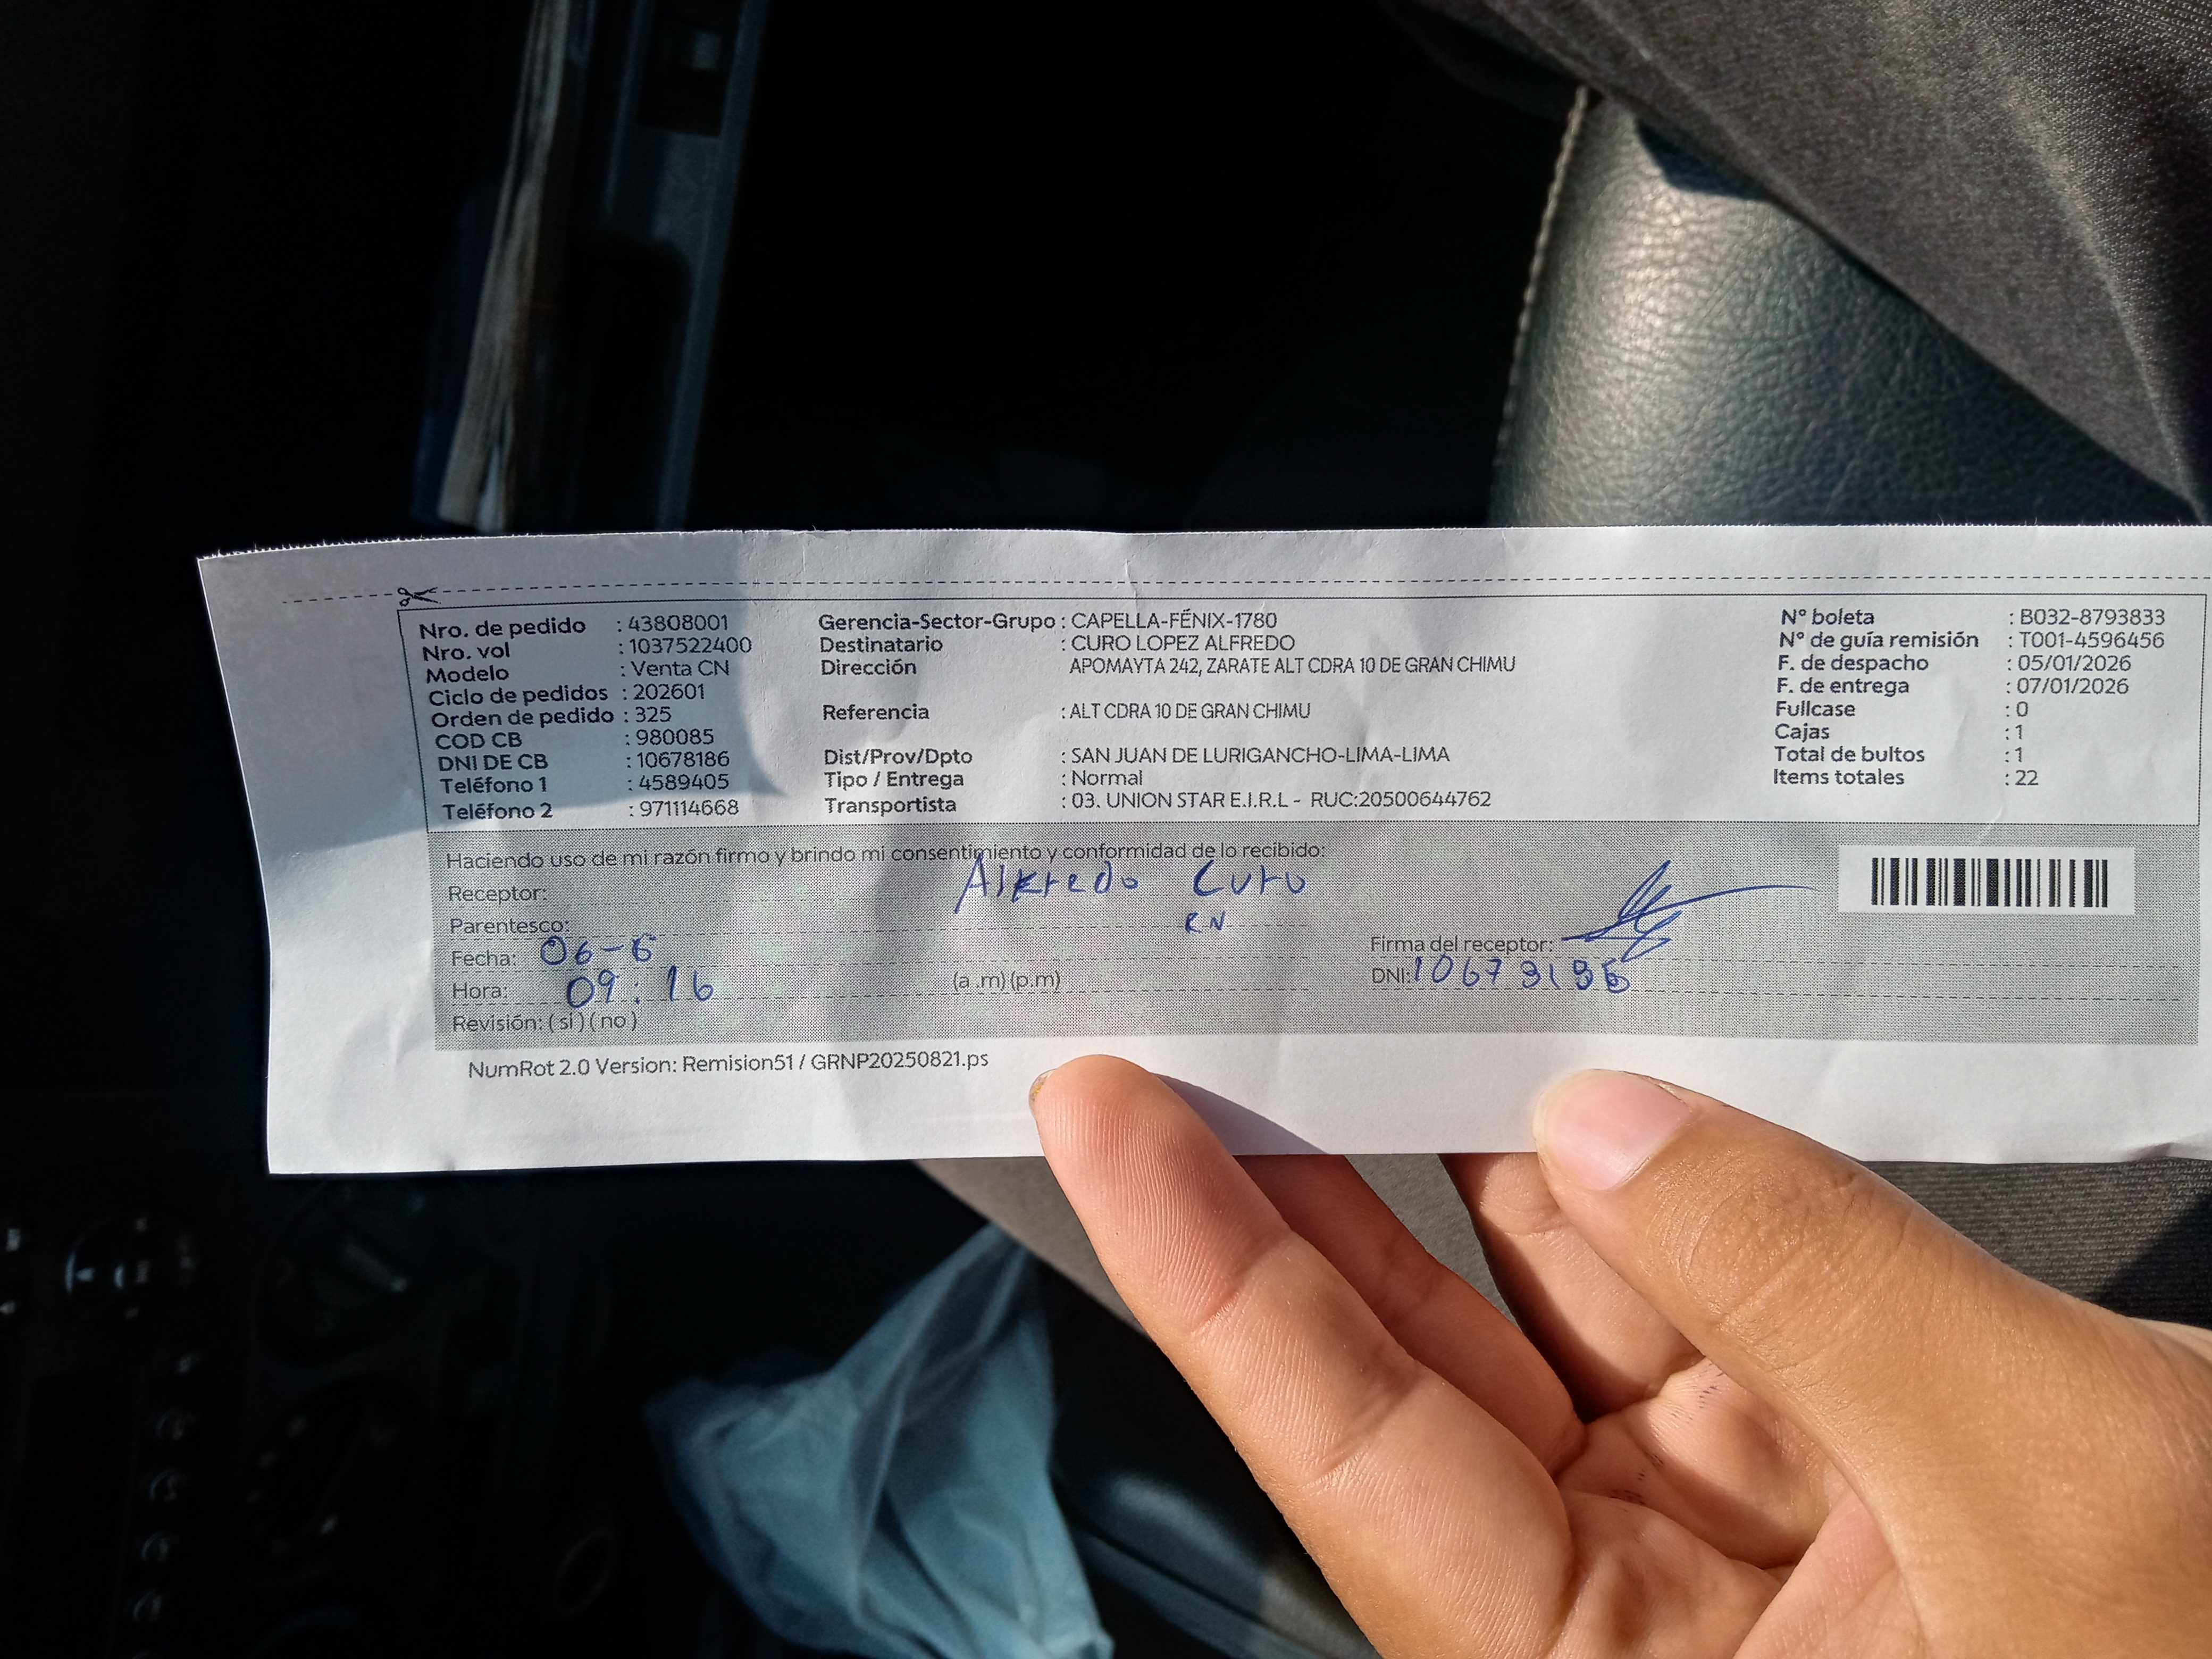 Nro. de pedido : 43808001
Nro. vol : 1037522400
Modelo : Venta CN
Ciclo de pedidos : 202601
Orden de pedido : 325
COD CB : 980085
DNI DE CB : 10678186
Teléfono 1 : 4589405
Teléfono 2 : 971114668
Gerencia-Sector-Grupo : CAPELLA-FÉNIX-1780
Destinatario : CURO LOPEZ ALFREDO
Dirección APOMAYTA 242, ZARATE ALT CDRA 10 DE GRAN CHIMU
Referencia : ALT CDRA 10 DE GRAN CHIMU
Dist/Prov/Dpto : SAN JUAN DE LURIGANCHO-LIMA-LIMA
Tipo / Entrega : Normal
Transportista : 03. UNION STAR E.I.R.L - RUC:20500644762
N° boleta : B032-8793833
N° de guía remisión : T001-4596456
F. de despacho : 05/01/2026
F. de entrega : 07/01/2026
Fullcase : 0
Cajas : 1
Total de bultos : 1
Items totales : 22
Haciendo uso de mi razón firmo y brindo mi consentimiento y conformidad de lo recibido:
Receptor: Alfredo Curo
Parentesco:
Fecha: 06-
Hora: 09:16 (a .m) (p.m)
Revisión: ( si ) ( no )
Firma del receptor:
DNI:
NumRot 2.0 Version: Remision51 / GRNP20250821.ps